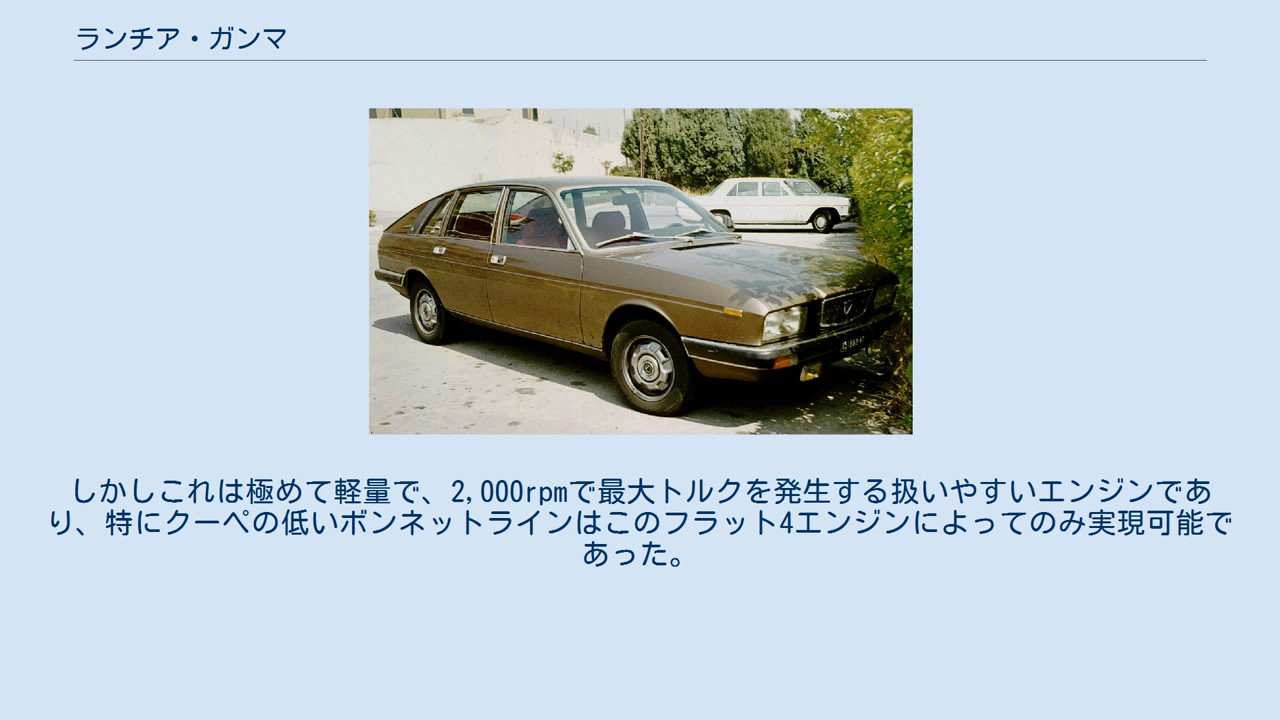 ランチア・ガンマ
しかしこれは極めて軽量で、2,000rpmで最大トルクを発生する扱いやすいエンジンであ
り、特にクーペの低いボンネットラインはこのフラット4エンジンによってのみ実現可能で
あった。